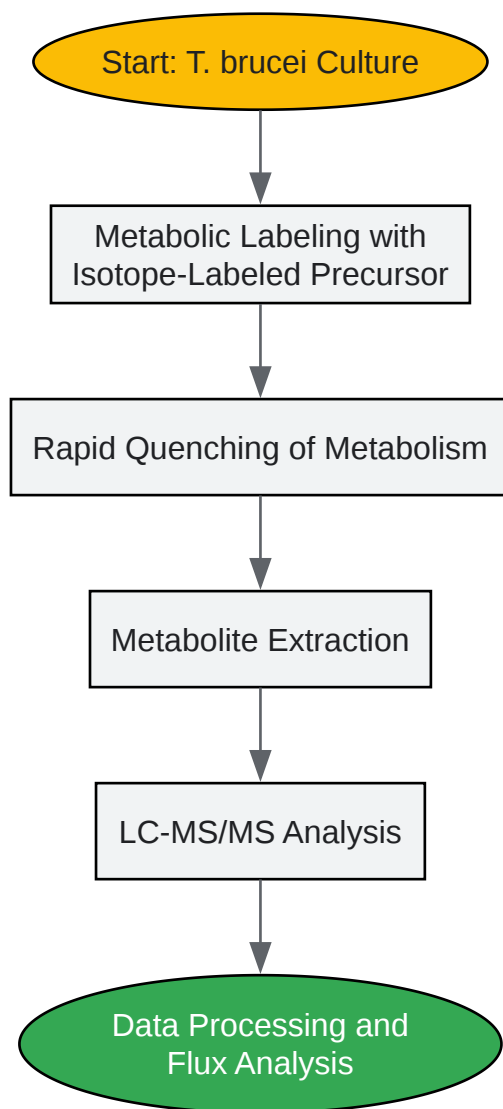 Start: T. brucei Culture
Metabolic Labeling with
Isotope-Labeled Precursor
Rapid Quenching of Metabolism
Metabolite Extraction
LC-MS/MS Analysis
Data Processing and
Flux Analysis